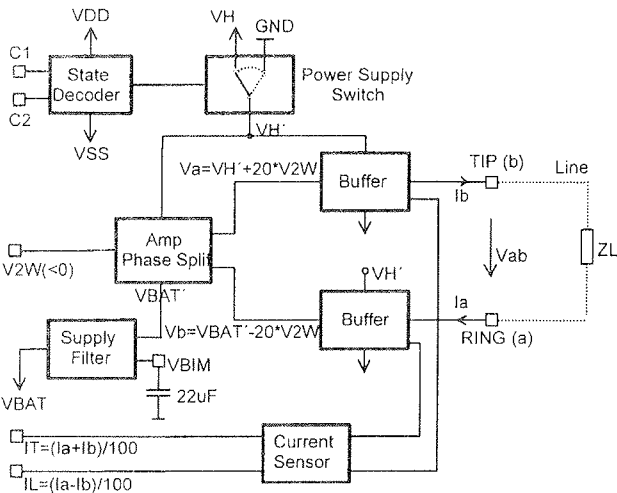 VDD
VH
GND
C1
State
Decoder
C2
Power Supply
Switch
VSS
VH´
Va=VH´+20*V2W
Buffer
TIP (b)
Line
Ib
Amp
Phase Split
Vab
ZL
V2W(<0)
VH´
VBAT´
Ia
Supply
Filter
Vb=VBAT´-20*V2W
Buffer
RING (a)
VBIM
VBAT
22uF
IT=(Ia+Ib)/100
Current
Sensor
IL=(Ia-Ib)/100